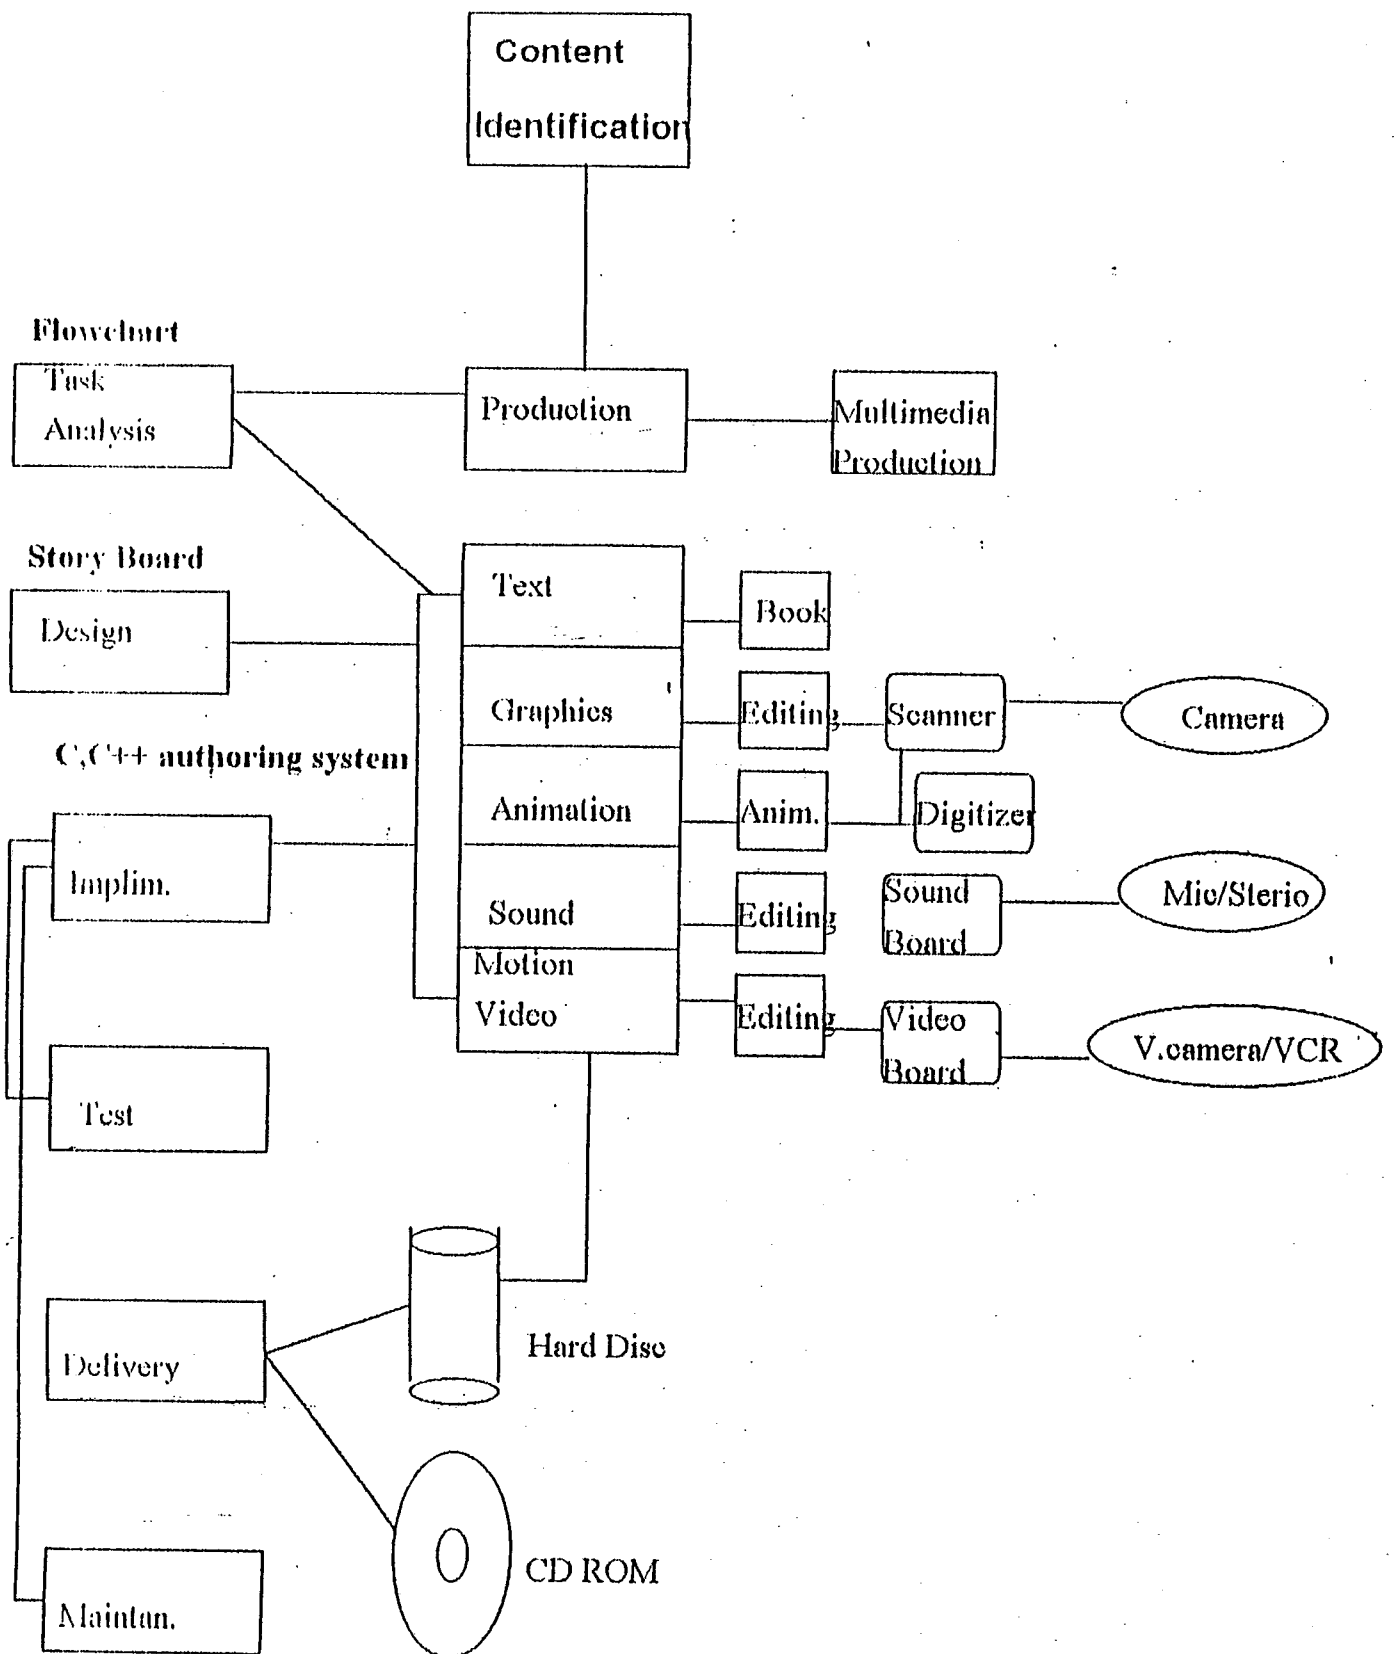 Content
Identification
Flowchart
Task
Analysis
Production
Multimedia
Production
Story Board
Design
Text
Book
Graphics
Editing
Scanner
Camera
C,C++ authoring system
Animation
Anim.
Digitizer
Implim.
Sound
Editing
Sound
Board
Mic/Sterio
Motion
Video
Editing
Video
Board
V.camera/VCR
Test
Delivery
Hard Disc
CD ROM
Maintan.